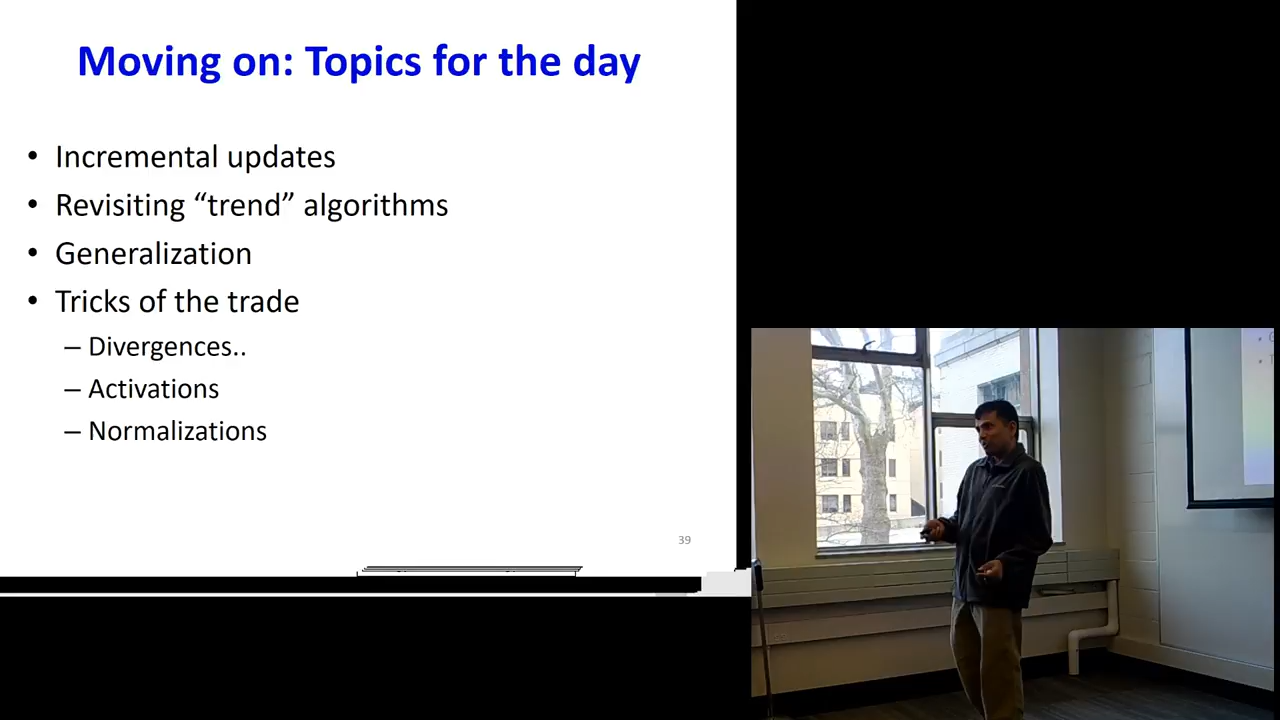 Moving on: Topics for the day
• Incremental updates
• Revisiting “trend” algorithms
• Generalization
• Tricks of the trade
– Divergences..
– Activations
– Normalizations
39